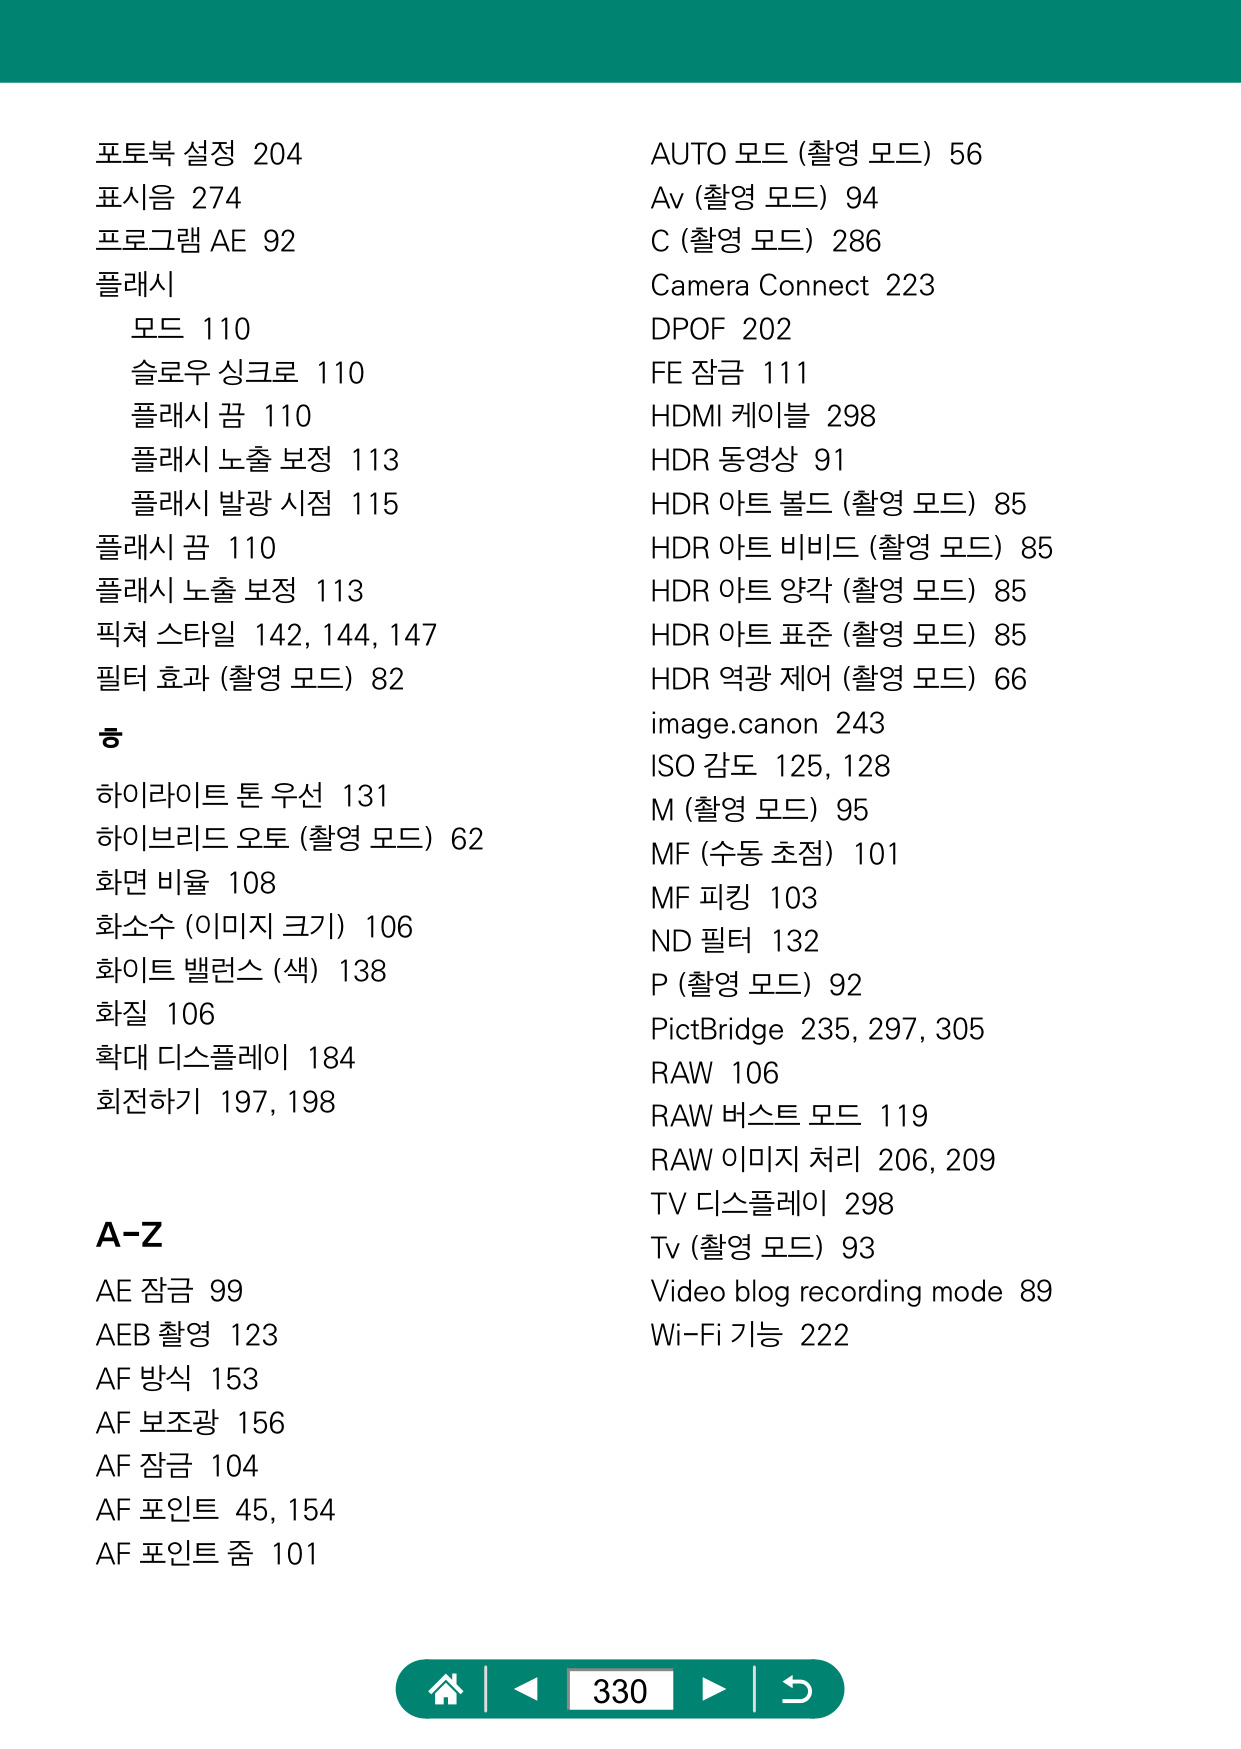 포토북 설정 204
표시음 274
프로그램 AE 92
플래시
모드 110
슬로우 싱크로 110
플래시 끔 110
플래시 노출 보정 113
플래시 발광 시점 115
플래시 끔 110
플래시 노출 보정 113
픽쳐 스타일 142, 144, 147
필터 효과 (촬영 모드) 82
ㅎ
하이라이트 톤 우선 131
하이브리드 오토 (촬영 모드) 62
화면 비율 108
화소수 (이미지 크기) 106
화이트 밸런스 (색) 138
화질 106
확대 디스플레이 184
회전하기 197, 198
A-Z
AE 잠금 99
AEB 촬영 123
AF 방식 153
AF 보조광 156
AF 잠금 104
AF 포인트 45, 154
AF 포인트 줌 101
AUTO 모드 (촬영 모드) 56
Av (촬영 모드) 94
C (촬영 모드) 286
Camera Connect 223
DPOF 202
FE 잠금 111
HDMI 케이블 298
HDR 동영상 91
HDR 아트 볼드 (촬영 모드) 85
HDR 아트 비비드 (촬영 모드) 85
HDR 아트 양각 (촬영 모드) 85
HDR 아트 표준 (촬영 모드) 85
HDR 역광 제어 (촬영 모드) 66
image.canon 243
ISO 감도 125, 128
M (촬영 모드) 95
MF (수동 초점) 101
MF 피킹 103
ND 필터 132
P (촬영 모드) 92
PictBridge 235, 297, 305
RAW 106
RAW 버스트 모드 119
RAW 이미지 처리 206, 209
TV 디스플레이 298
Tv (촬영 모드) 93
Video blog recording mode 89
Wi-Fi 기능 222
330